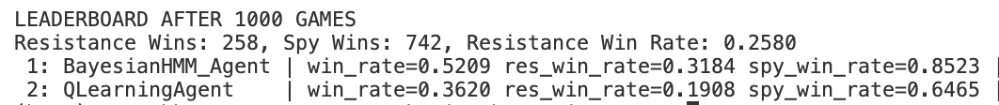 LEADERBOARD AFTER 1000 GAMES
Resistance Wins: 258, Spy Wins: 742, Resistance Win Rate: 0.2580
1: BayesianHMM_Agent | win_rate=0.5209 res_win_rate=0.3184 spy_win_rate=0.8523 |
2: QLearningAgent | win_rate=0.3620 res_win_rate=0.1908 spy_win_rate=0.6465